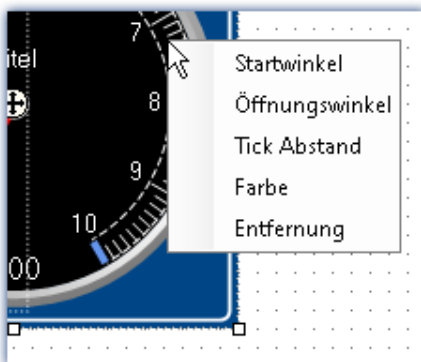 7
itel
8
9
10
00
Startwinkel
Öffnungswinkel
Tick Abstand
Farbe
Entfernung